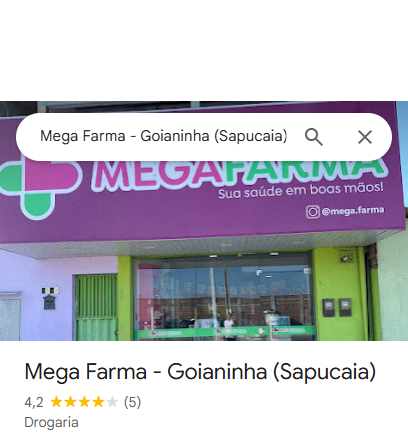 Mega Farma - Goianinha (Sapucaia)
MEGAFARMA
Sua saúde em boas mãos!
@mega.farma
Mega Farma - Goianinha (Sapucaia)
4,2 (5)
Drogaria